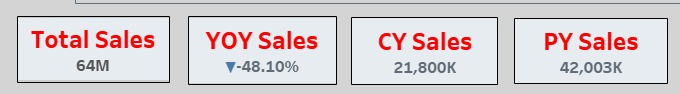 Total Sales
64M
YOY Sales
▼-48.10%
CY Sales
21,800K
PY Sales
42,003K